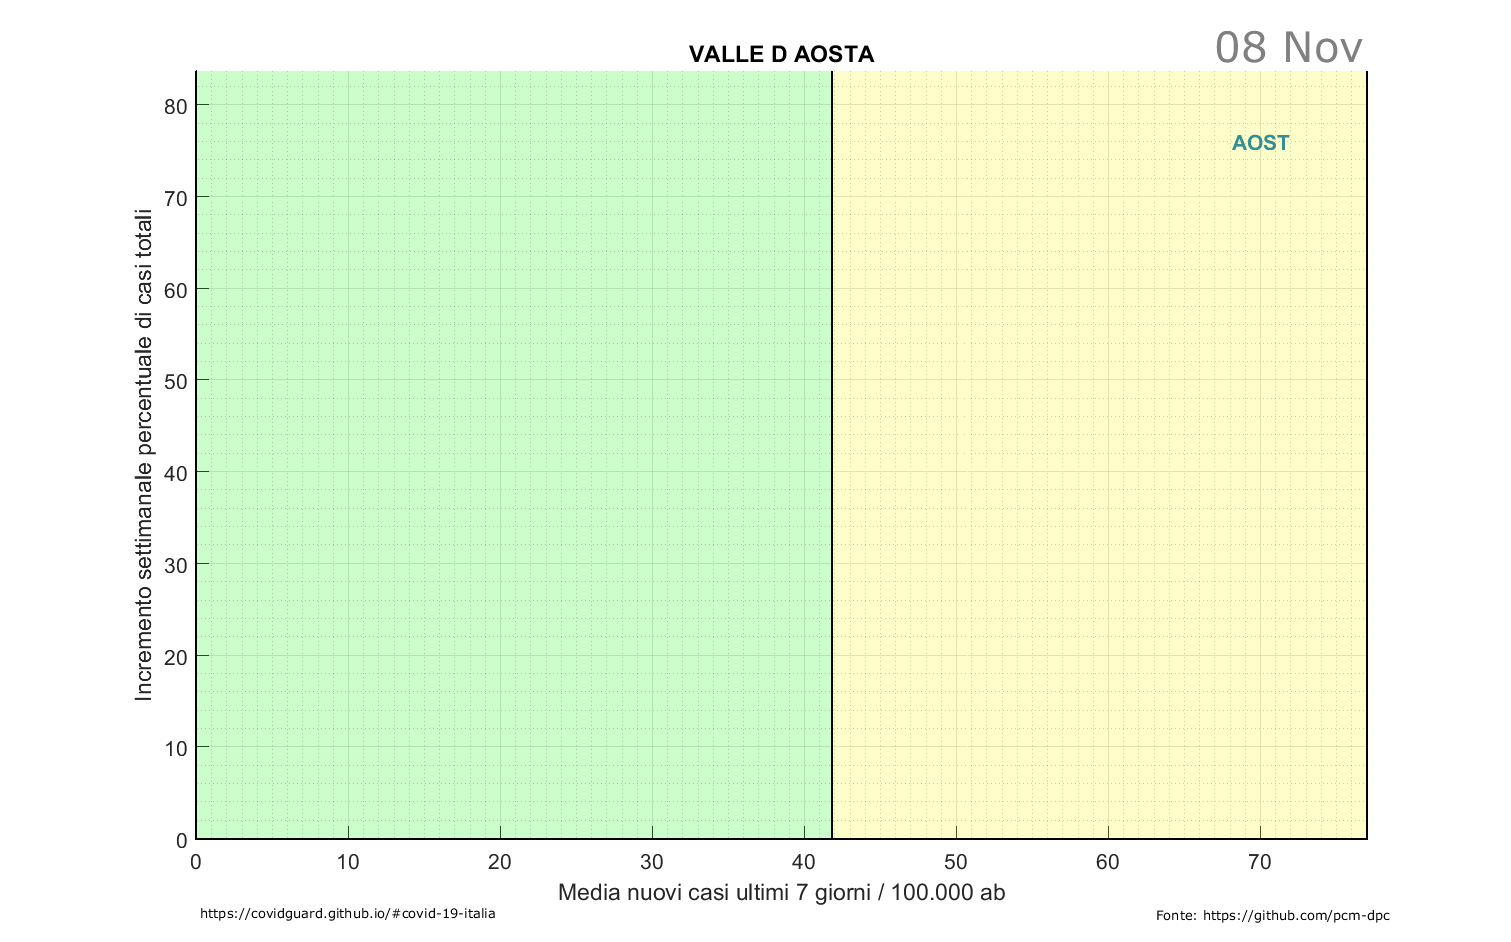 VALLE D AOSTA
08 Nov
AOST
Incremento settimanale percentuale di casi totali
80
70
60
50
40
30
20
10
0
0 10 20 30 40 50 60 70
Media nuovi casi ultimi 7 giorni / 100.000 ab
https://covidguard.github.io/#covid-19-italia
Fonte: https://github.com/pcm-dpc